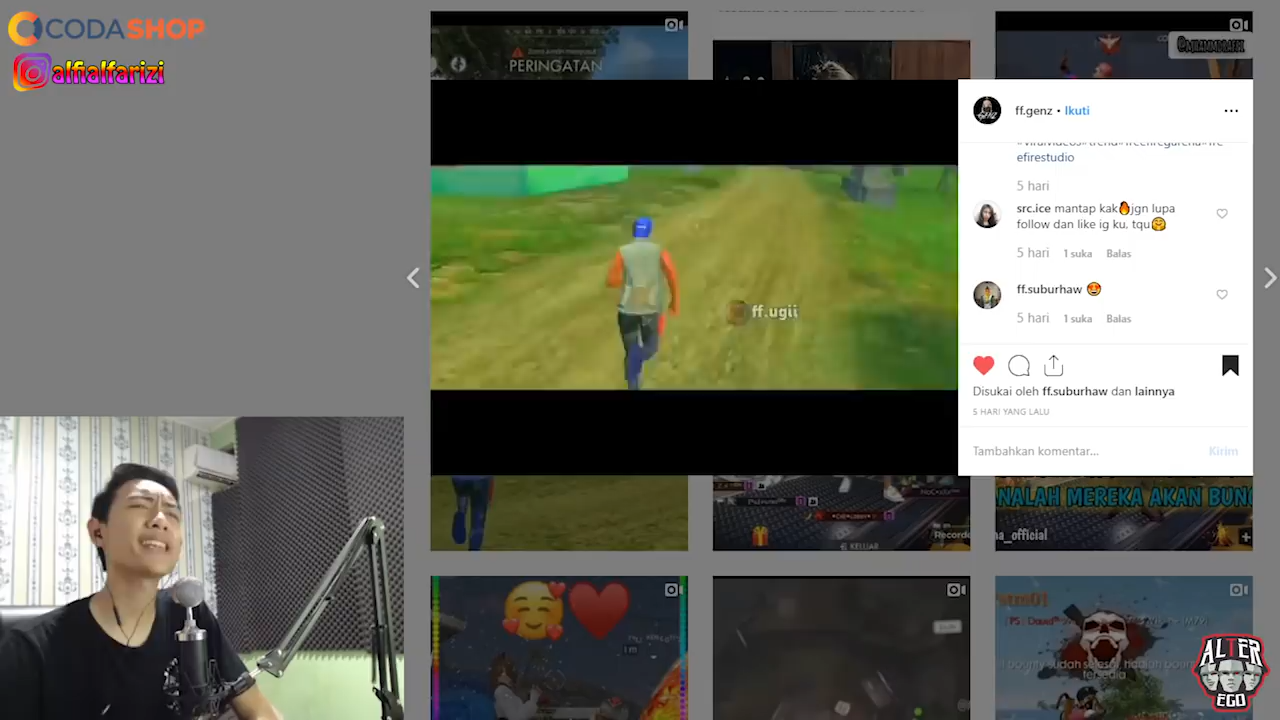 CODASHOP
alfialfarizi
PERINGATAN
ff.genz • Ikuti
efirestudio
5 hari
src.ice mantap kak🔥jgn lupa
follow dan like ig ku, tqu🤗
5 hari 1 suka Balas
ff.suburhaw 😍
5 hari 1 suka Balas
ff.ugii
Disukai oleh ff.suburhaw dan lainnya
5 HARI YANG LALU
Tambahkan komentar... Kirim
KELUAR
Recorde
NALAH MEREKA AKAN BUNG
na_official
ALTER
EGO